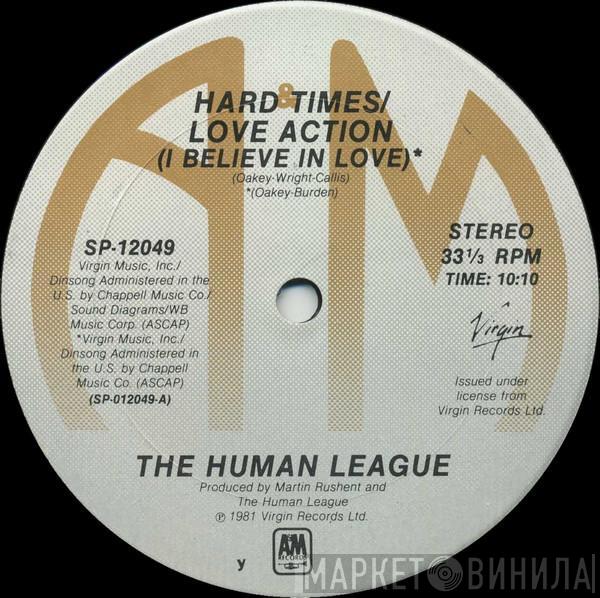 HARD TIMES/
LOVE ACTION
(I BELIEVE IN LOVE)*
(Oakey-Wright-Callis)
*(Oakey-Burden)
SP-12049
Virgin Music, Inc./
Dinsong Administered in the
U.S. by Chappell Music Co./
Sound Diagrams/WB
Music Corp. (ASCAP)
*Virgin Music, Inc./
Dinsong Administered in
the U.S. by Chappell
Music Co. (ASCAP)
(SP-012049-A)
STEREO
33 1/3 RPM
TIME: 10:10
Virgin
Issued under
license from
Virgin Records Ltd.
A&M
THE HUMAN LEAGUE
Produced by Martin Rushent and
The Human League
℗ 1981 Virgin Records Ltd.
y
A&M
RECORDS
МАРКЕТ ВИНИЛА